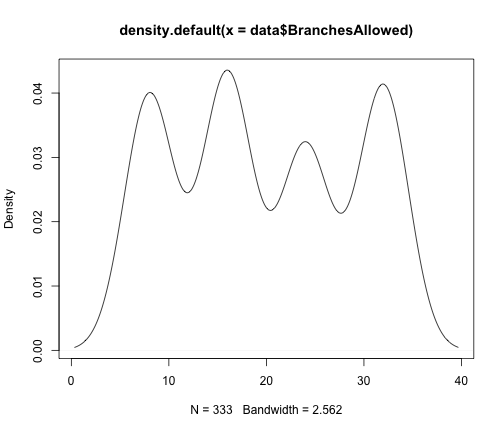 density.default(x = data$BranchesAllowed)
Density
0.04
0.03
0.02
0.01
0.00
0 10 20 30 40
N = 333 Bandwidth = 2.562